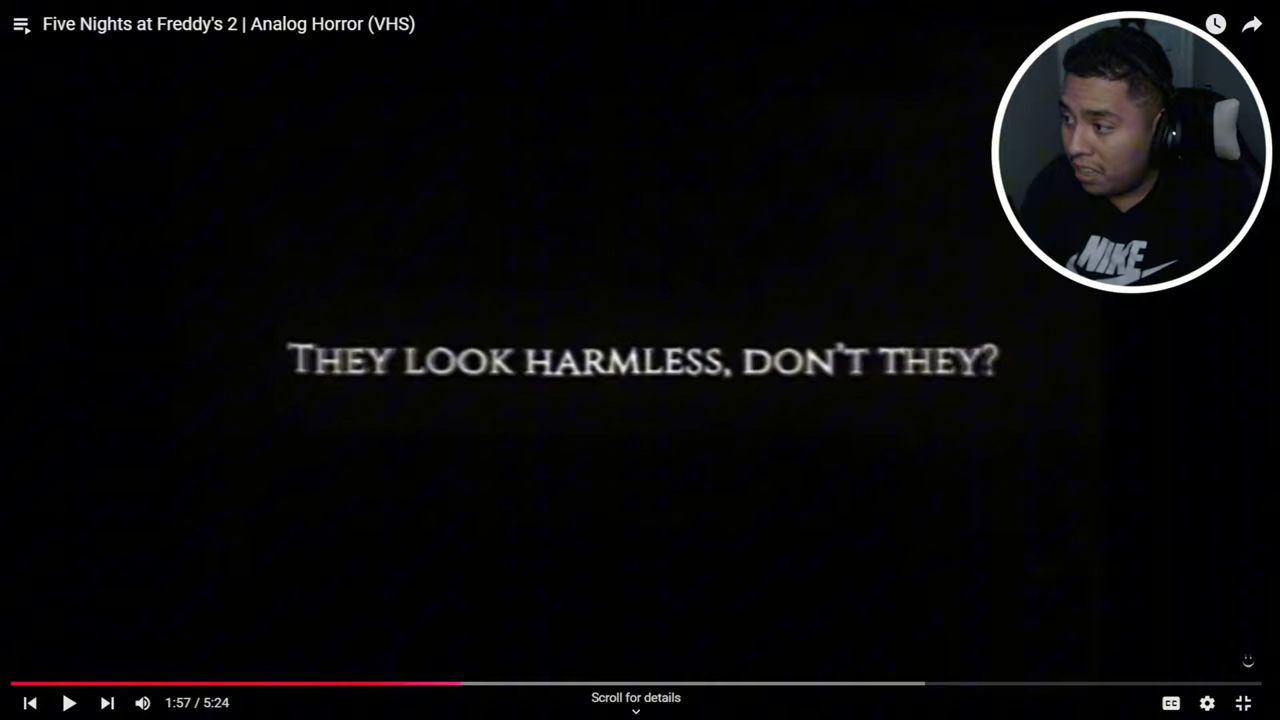 Five Nights at Freddy's 2 | Analog Horror (VHS)
NIKE
THEY LOOK HARMLESS, DON'T THEY?
Scroll for details
1:57 / 5:24
CC